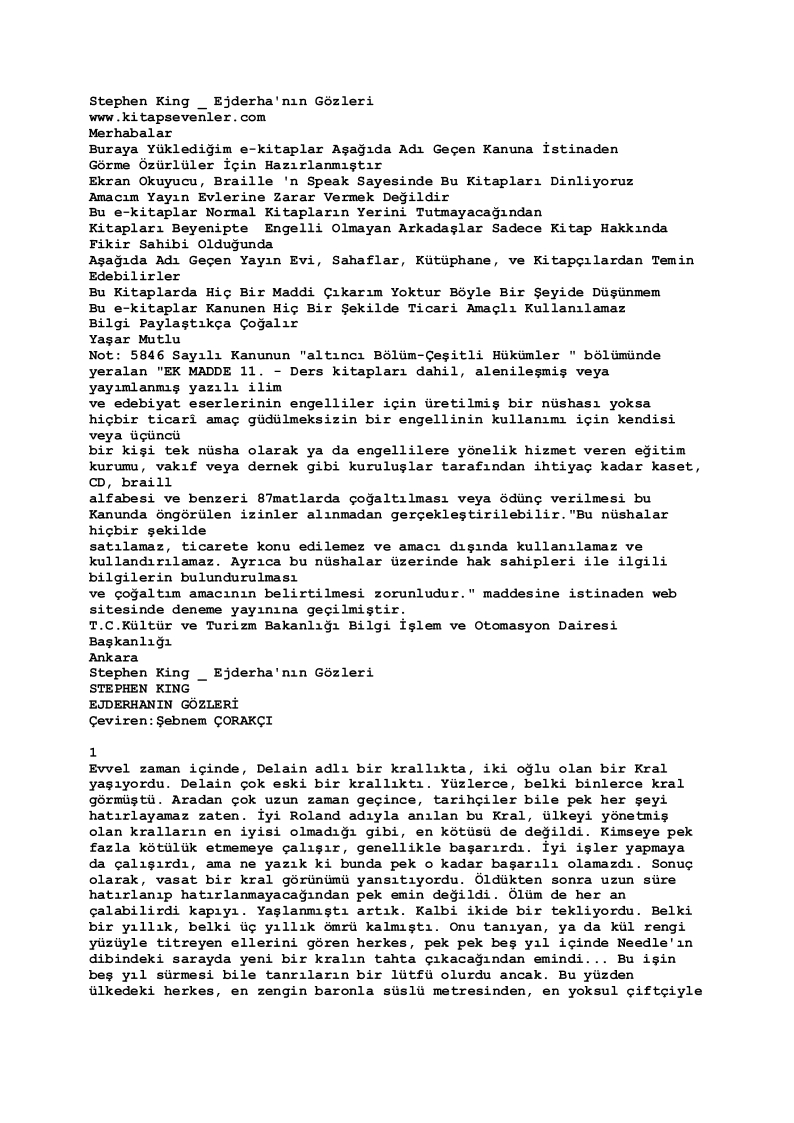 Stephen King _ Ejderha'nın Gözleri
www.kitapsevenler.com
Merhabalar
Buraya Yüklediğim e-kitaplar Aşağıda Adı Geçen Kanuna İstinaden
Görme Özürlüler İçin Hazırlanmıştır
Ekran Okuyucu, Braille 'n Speak Sayesinde Bu Kitapları Dinliyoruz
Amacım Yayın Evlerine Zarar Vermek Değildir
Bu e-kitaplar Normal Kitapların Yerini Tutmayacağından
Kitapları Beyenipte  Engelli Olmayan Arkadaşlar Sadece Kitap Hakkında
Fikir Sahibi Olduğunda
Aşağıda Adı Geçen Yayın Evi, Sahaflar, Kütüphane, ve Kitapçılardan Temin
Edebilirler
Bu Kitaplarda Hiç Bir Maddi Çıkarım Yoktur Böyle Bir Şeyide Düşünmem
Bu e-kitaplar Kanunen Hiç Bir Şekilde Ticari Amaçlı Kullanılamaz
Bilgi Paylaştıkça Çoğalır
Yaşar Mutlu
Not: 5846 Sayılı Kanunun "altıncı Bölüm-Çeşitli Hükümler " bölümünde
yeralan "EK MADDE 11. - Ders kitapları dahil, alenileşmiş veya
yayımlanmış yazılı ilim
ve edebiyat eserlerinin engelliler için üretilmiş bir nüshası yoksa
hiçbir ticarî amaç güdülmeksizin bir engellinin kullanımı için kendisi
veya üçüncü
bir kişi tek nüsha olarak ya da engellilere yönelik hizmet veren eğitim
kurumu, vakıf veya dernek gibi kuruluşlar tarafından ihtiyaç kadar kaset,
CD, braill
alfabesi ve benzeri 87matlarda çoğaltılması veya ödünç verilmesi bu
Kanunda öngörülen izinler alınmadan gerçekleştirilebilir."Bu nüshalar
hiçbir şekilde
satılamaz, ticarete konu edilemez ve amacı dışında kullanılamaz ve
kullandırılamaz. Ayrıca bu nüshalar üzerinde hak sahipleri ile ilgili
bilgilerin bulundurulması
ve çoğaltım amacının belirtilmesi zorunludur." maddesine istinaden web
sitesinde deneme yayınına geçilmiştir.
T.C.Kültür ve Turizm Bakanlığı Bilgi İşlem ve Otomasyon Dairesi
Başkanlığı
Ankara
Stephen King _ Ejderha'nın Gözleri
STEPHEN KING
EJDERHANIN GÖZLERİ
Çeviren:Şebnem ÇORAKÇI

1
Evvel zaman içinde, Delain adlı bir krallıkta, iki oğlu olan bir Kral
yaşıyordu. Delain çok eski bir krallıktı. Yüzlerce, belki binlerce kral
görmüştü. Aradan çok uzun zaman geçince, tarihçiler bile pek her şeyi
hatırlayamaz zaten. İyi Roland adıyla anılan bu Kral, ülkeyi yönetmiş
olan kralların en iyisi olmadığı gibi, en kötüsü de değildi. Kimseye pek
fazla kötülük etmemeye çalışır, genellikle başarırdı. İyi işler yapmaya
da çalışırdı, ama ne yazık ki bunda pek o kadar başarılı olamazdı. Sonuç
olarak, vasat bir kral görünümü yansıtıyordu. Öldükten sonra uzun süre
hatırlanıp hatırlanmayacağından pek emin değildi. Ölüm de her an
çalabilirdi kapıyı. Yaşlanmıştı artık. Kalbi ikide bir tekliyordu. Belki
bir yıllık, belki üç yıllık ömrü kalmıştı. Onu tanıyan, ya da kül rengi
yüzüyle titreyen ellerini gören herkes, pek pek beş yıl içinde Needle'ın
dibindeki sarayda yeni bir kralın tahta çıkacağından emindi... Bu işin
beş yıl sürmesi bile tanrıların bir lütfü olurdu ancak. Bu yüzden
ülkedeki herkes, en zengin baronla süslü metresinden, en yoksul çiftçiyle